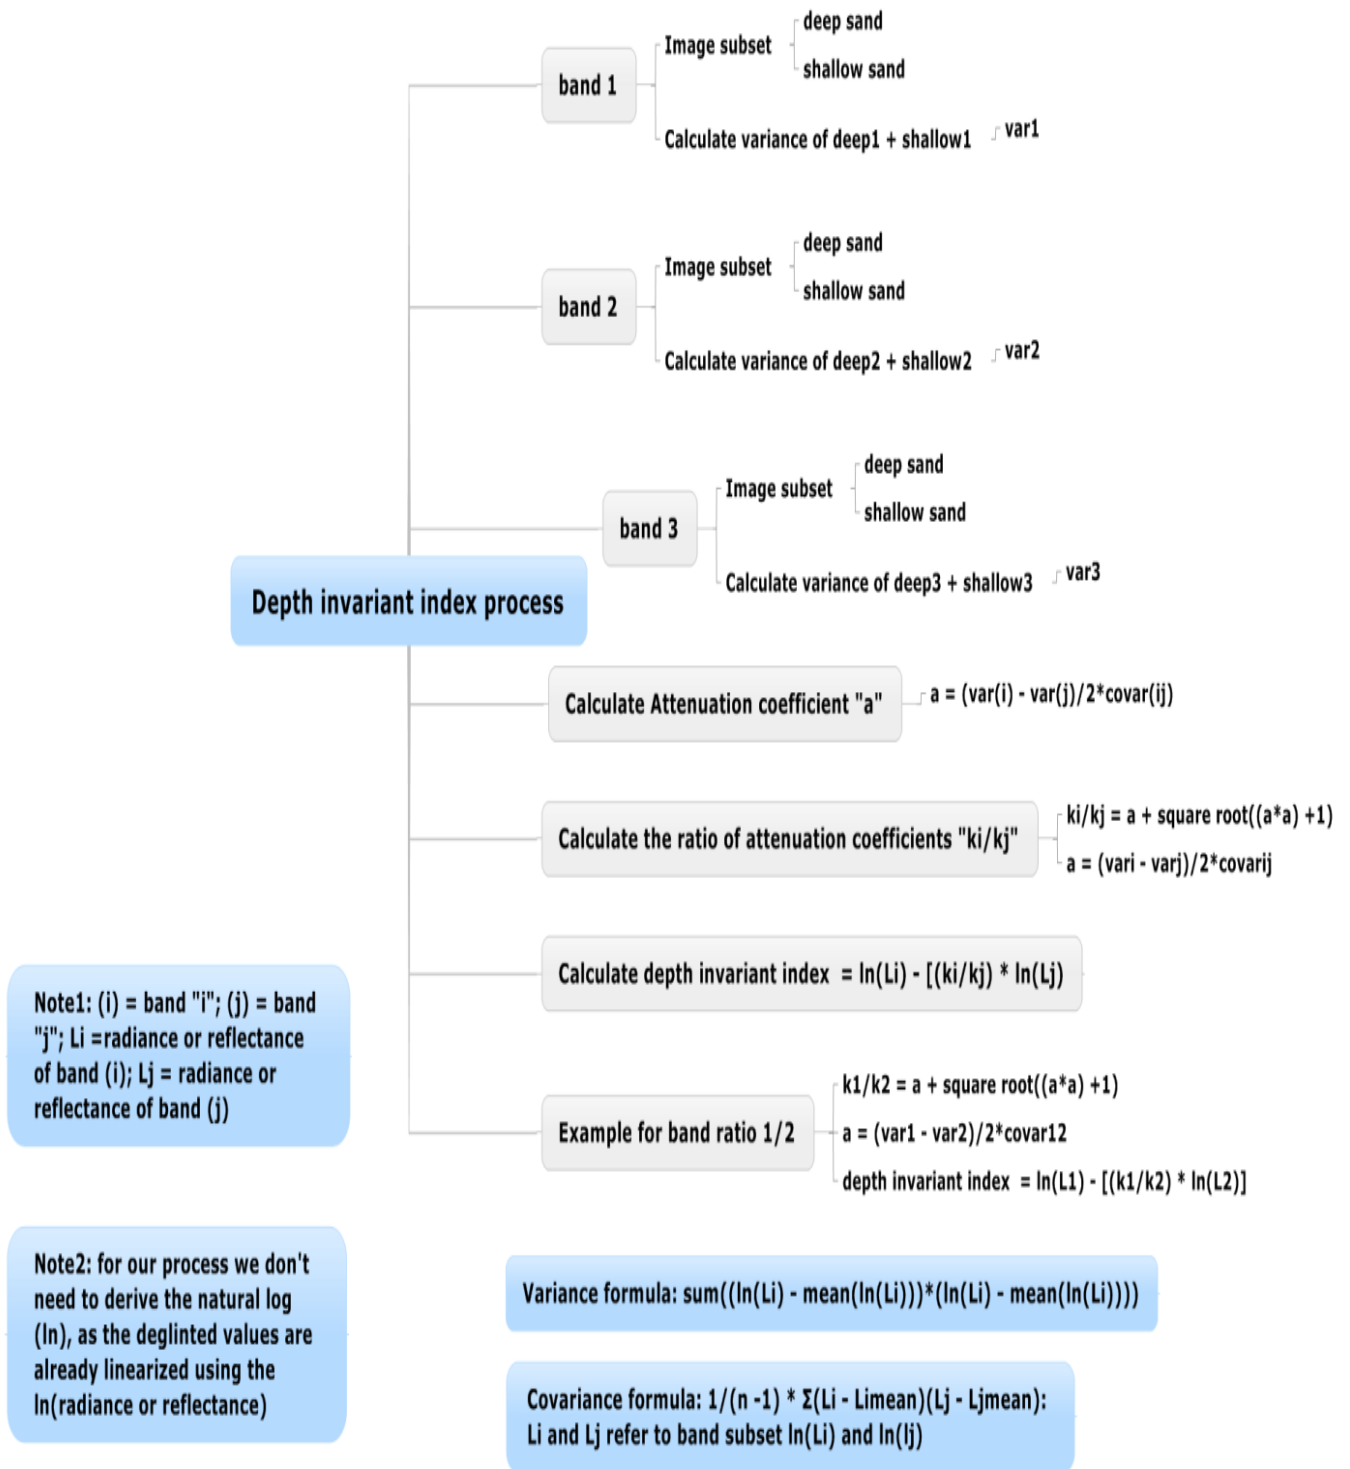 deep sand
Image subset
band 1
shallow sand
Calculate variance of deep1 + shallow1
var1
deep sand
Image subset
band 2
shallow sand
Calculate variance of deep2 + shallow2
var2
deep sand
Image subset
band 3
shallow sand
Calculate variance of deep3 + shallow3
var3
Depth invariant index process
Calculate Attenuation coefficient "a"
a = (var(i) - var(j)/2*covar(ij)
Calculate the ratio of attenuation coefficients "ki/kj"
ki/kj = a + square root((a*a) +1)
a = (vari - varj)/2*covarij
Calculate depth invariant index  = ln(Li) - [(ki/kj) * ln(Lj)
Note1: (i) = band "i"; (j) = band
"j"; Li =radiance or reflectance
of band (i); Lj = radiance or
reflectance of band (j)
Example for band ratio 1/2
k1/k2 = a + square root((a*a) +1)
a = (var1 - var2)/2*covar12
depth invariant index  = ln(L1) - [(k1/k2) * ln(L2)]
Note2: for our process we don't
need to derive the natural log
(ln), as the deglinted values are
already linearized using the
ln(radiance or reflectance)
Variance formula: sum((ln(Li) - mean(ln(Li)))*(ln(Li) - mean(ln(Li))))
Covariance formula: 1/(n -1) * Σ(Li - Limean)(Lj - Ljmean):
Li and Lj refer to band subset ln(Li) and ln(lj)